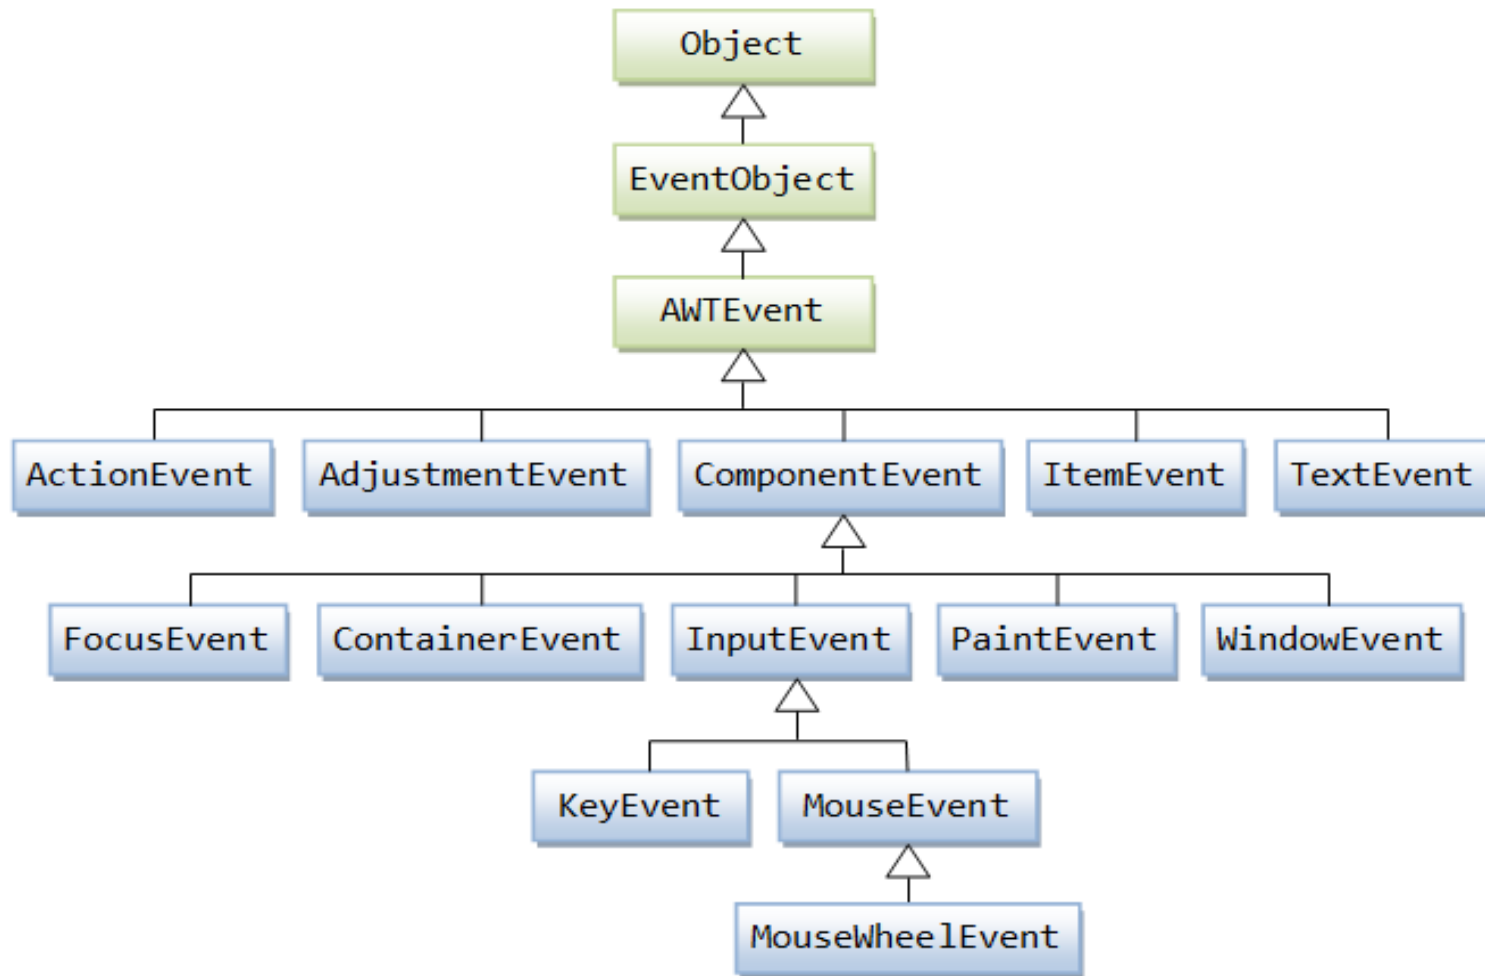 Object
EventObject
AWTEvent
ActionEvent
AdjustmentEvent
ComponentEvent
ItemEvent
TextEvent
FocusEvent
ContainerEvent
InputEvent
PaintEvent
WindowEvent
KeyEvent
MouseEvent
MouseWheelEvent